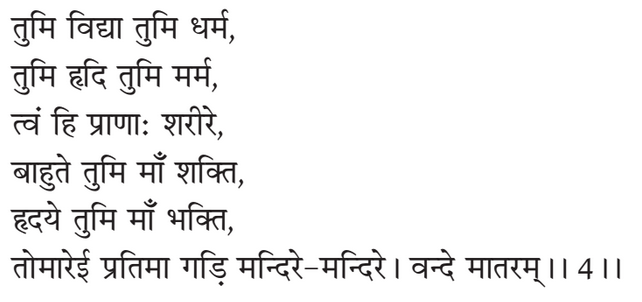 तुमि विद्या तुमि धर्म,
तुमि हृदि तुमि मर्म,
त्वं हि प्राणाः शरीरे,
बाहुते तुमि माँ शक्ति,
हृदये तुमि माँ भक्ति,
तोमारेई प्रतिमा गड़ि मन्दिरे-मन्दिरे। वन्दे मातरम्।। 4।।